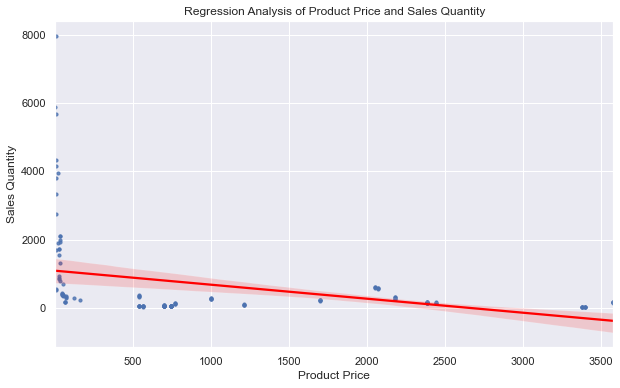 Regression Analysis of Product Price and Sales Quantity
8000
6000
4000
2000
0
Sales Quantity
500 1000 1500 2000 2500 3000 3500
Product Price